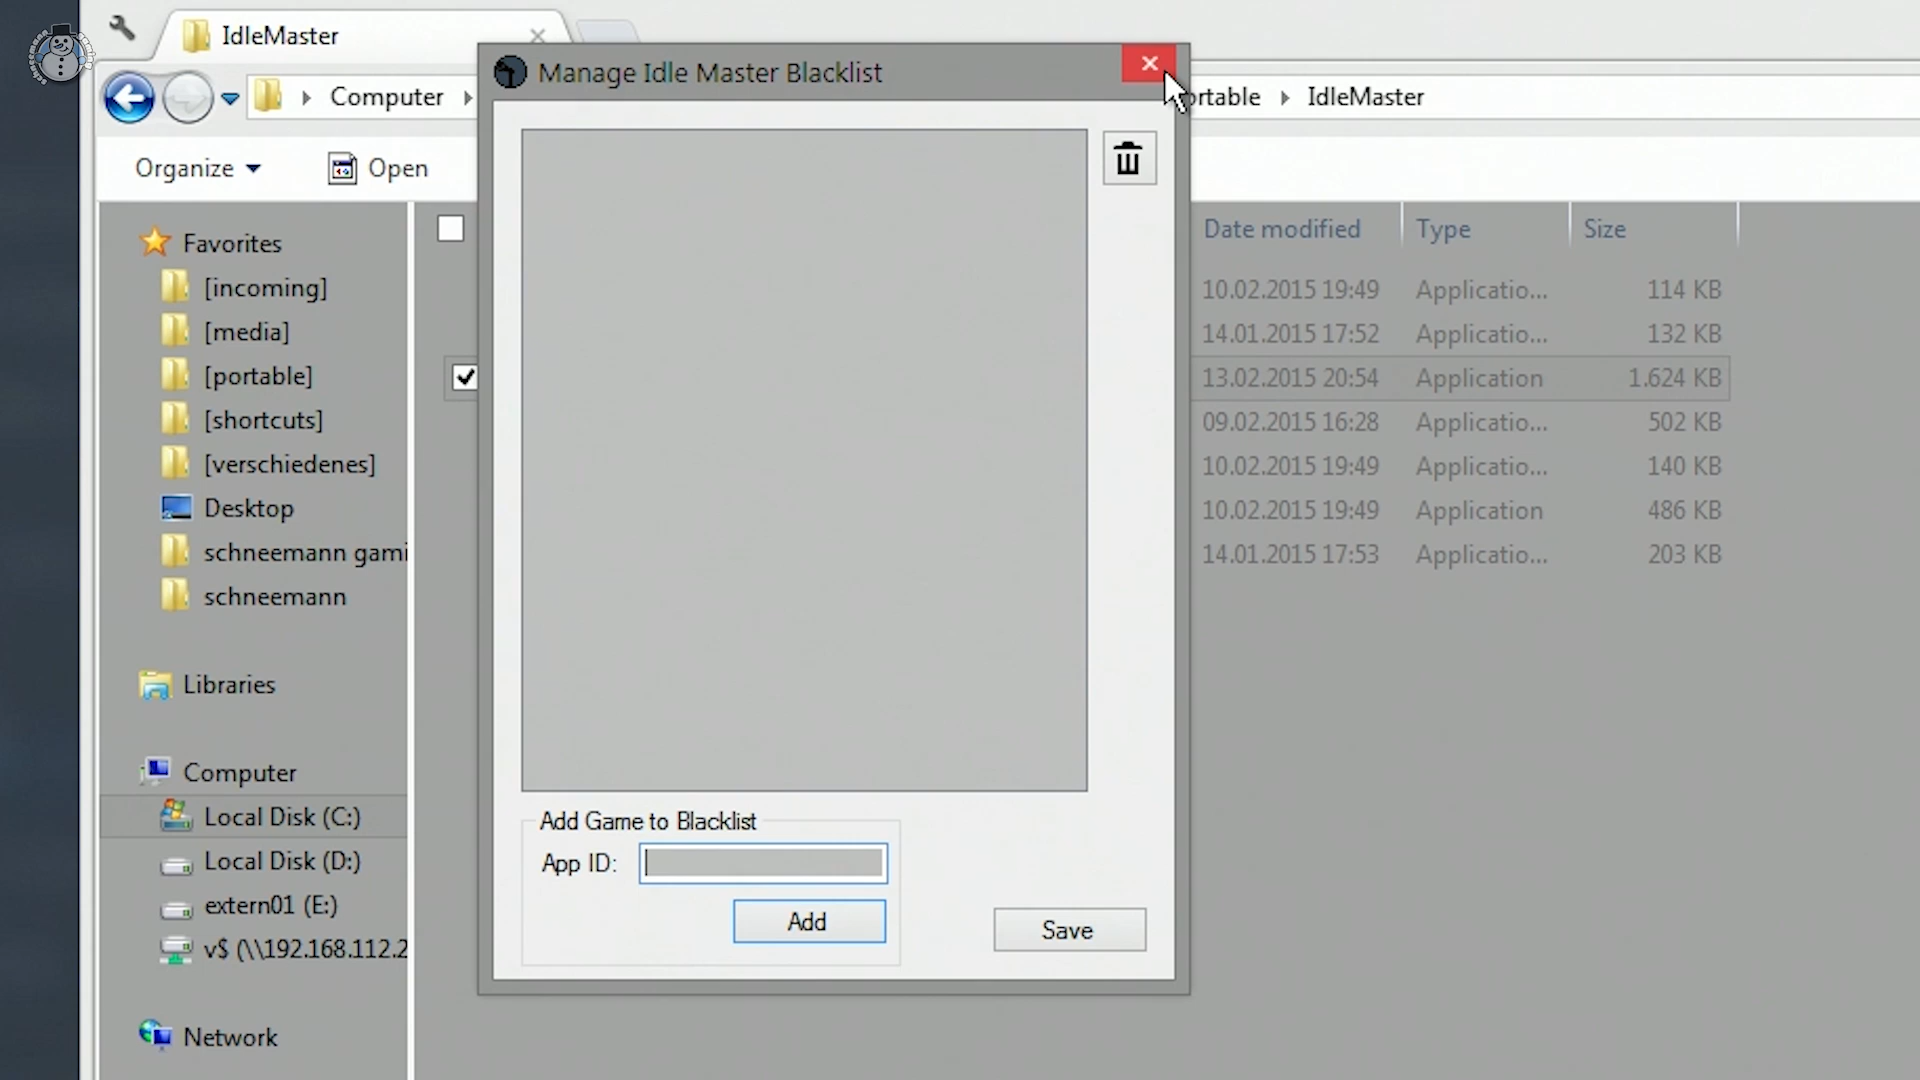 IdleMaster
Manage Idle Master Blacklist
Computer
IdleMaster
Organize
Open
Date modified
Type
Size
Favorites
[incoming]
10.02.2015 19:49 Applicatio... 114 KB
[media]
14.01.2015 17:52 Applicatio... 132 KB
[portable]
13.02.2015 20:54 Application 1.624 KB
[shortcuts]
09.02.2015 16:28 Applicatio... 502 KB
[verschiedenes]
10.02.2015 19:49 Applicatio... 140 KB
Desktop
10.02.2015 19:49 Application 486 KB
schneemann gami
14.01.2015 17:53 Applicatio... 203 KB
schneemann
Libraries
Computer
Local Disk (C:)
Add Game to Blacklist
Local Disk (D:)
App ID:
extern01 (E:)
Add
Save
v$ (\\192.168.112.2
Network